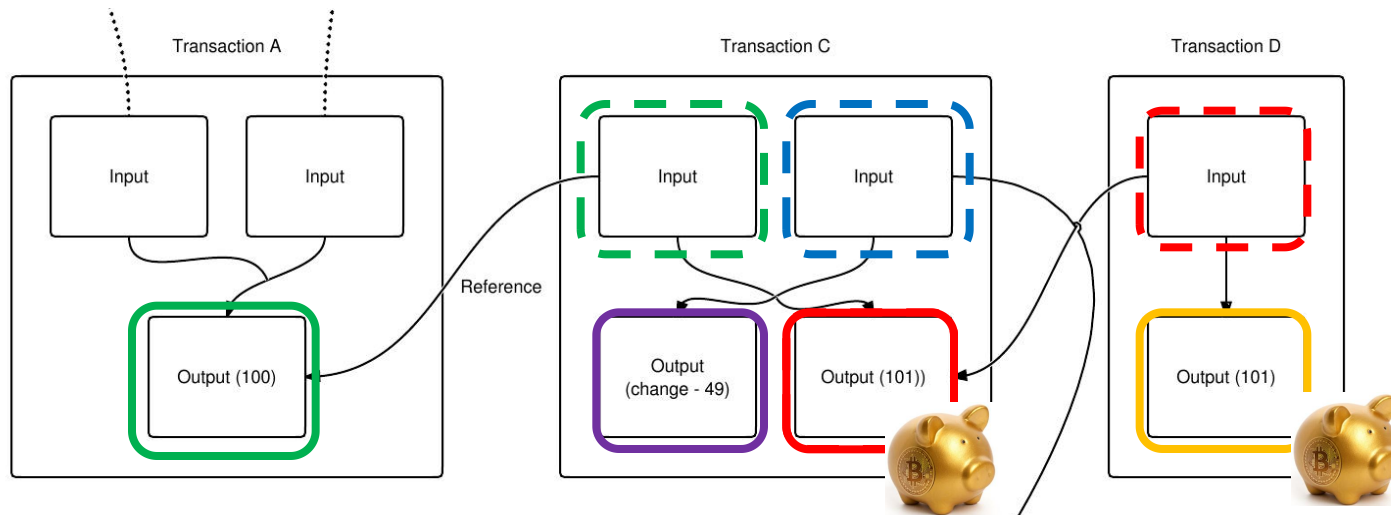 Transaction A
Transaction C
Transaction D
Input
Input
Input
Input
Input
Reference
Output (100)
Output
(change - 49)
Output (101))
Output (101)
B
B